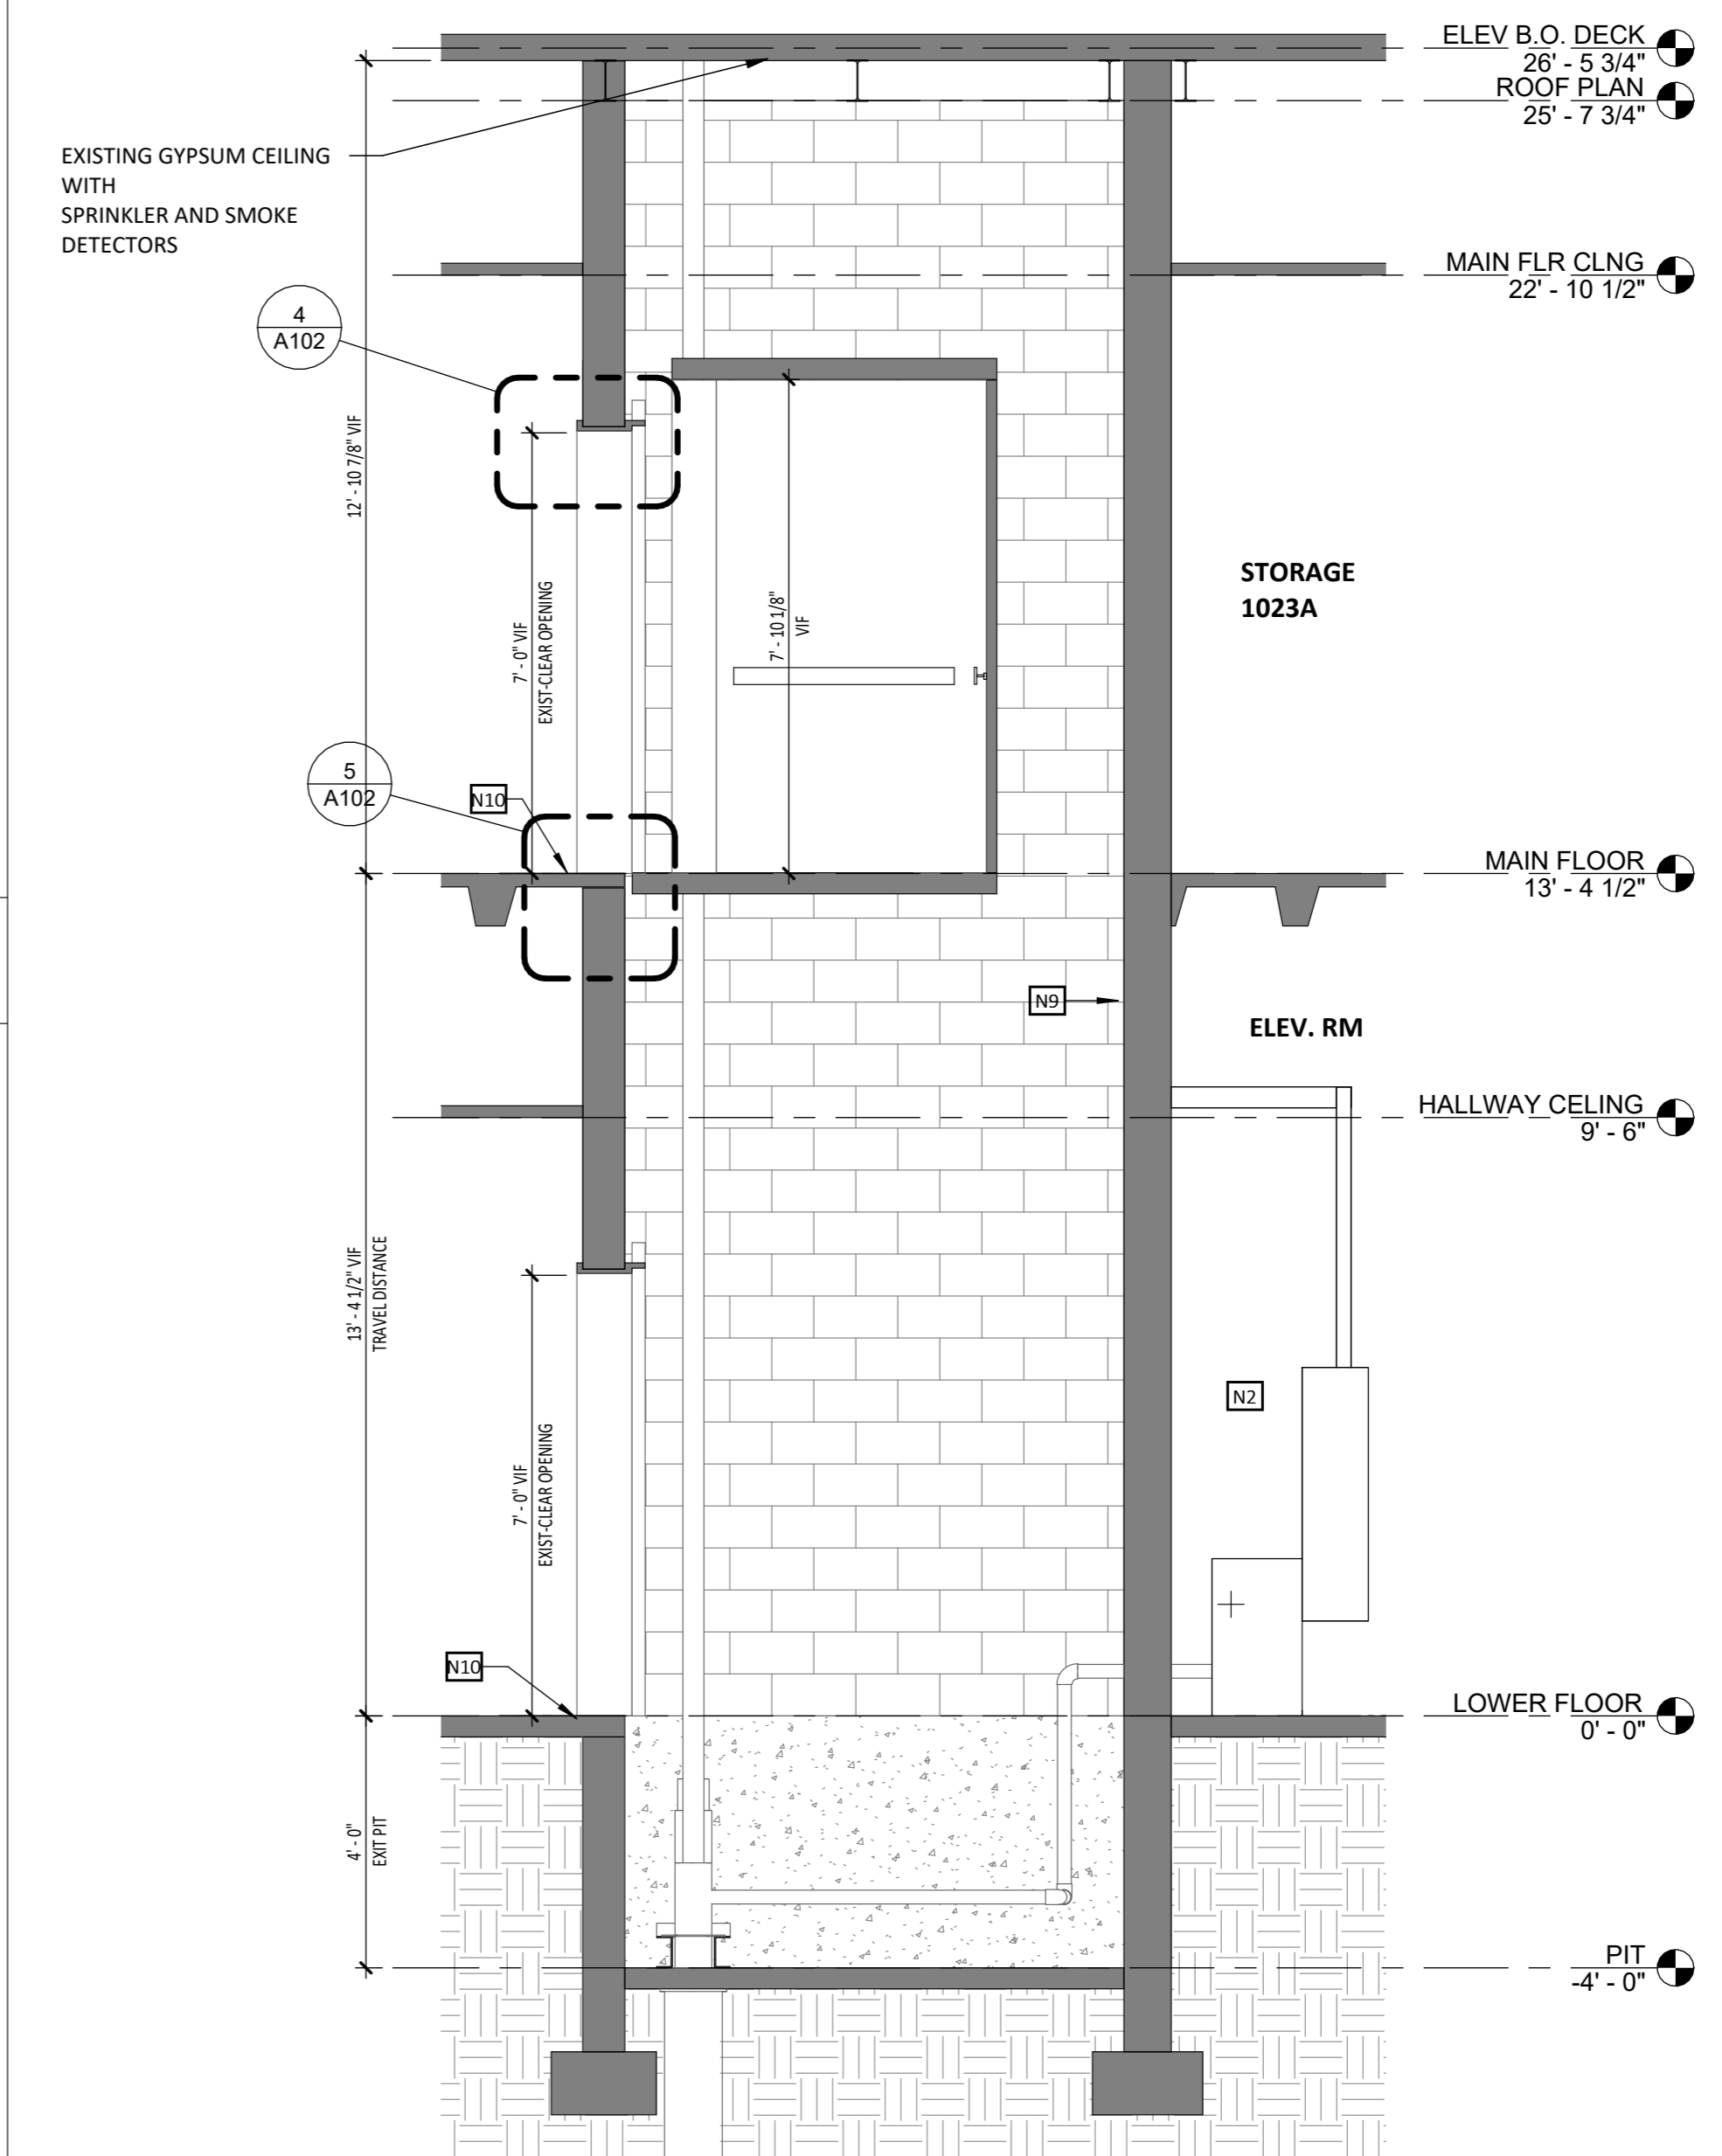 ELEV B.O. DECK
26' - 5 3/4"
ROOF PLAN
25' - 7 3/4"
EXISTING GYPSUM CEILING
WITH
SPRINKLER AND SMOKE
DETECTORS
MAIN FLR CLNG
22' - 10 1/2"
4
A102
12' - 10 7/8" VIF
7' - 0" VIF
EXIST-CLEAR OPENING
7' - 10 1/8"
VIF
STORAGE
1023A
5
A102
N10
MAIN FLOOR
13' - 4 1/2"
N9
ELEV. RM
HALLWAY CELING
9' - 6"
13' - 4 1/2" VIF
TRAVEL DISTANCE
7' - 0" VIF
EXIST-CLEAR OPENING
N2
N10
LOWER FLOOR
0' - 0"
4' - 0"
EXIT PIT
PIT
-4' - 0"